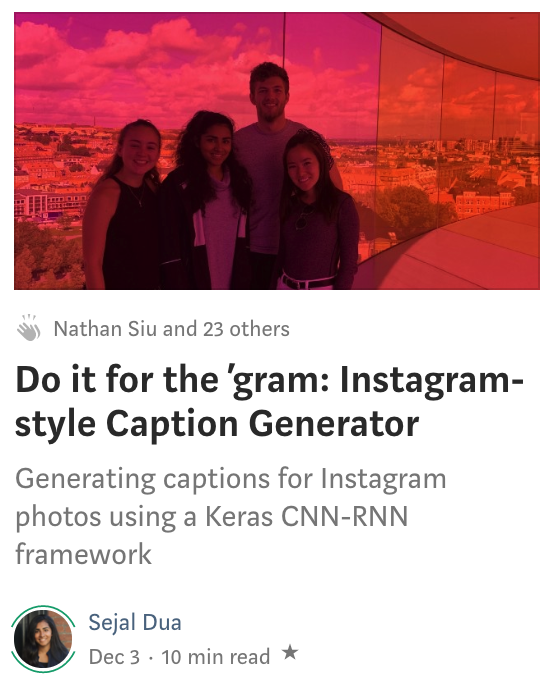 Nathan Siu and 23 others
Do it for the ’gram: Instagram-
style Caption Generator
Generating captions for Instagram
photos using a Keras CNN-RNN
framework
Sejal Dua
Dec 3 · 10 min read ★